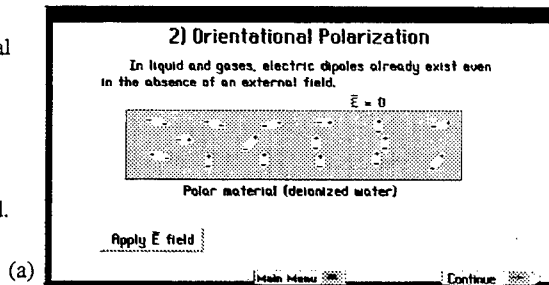 al
2) Orientational Polarization
In liquid and gases, electric dipoles already exist even
in the absence of an external field.
E̅ = 0
Polar material (deionized water)
d.
Apply E̅ field
(a)
Main Menu
Continue